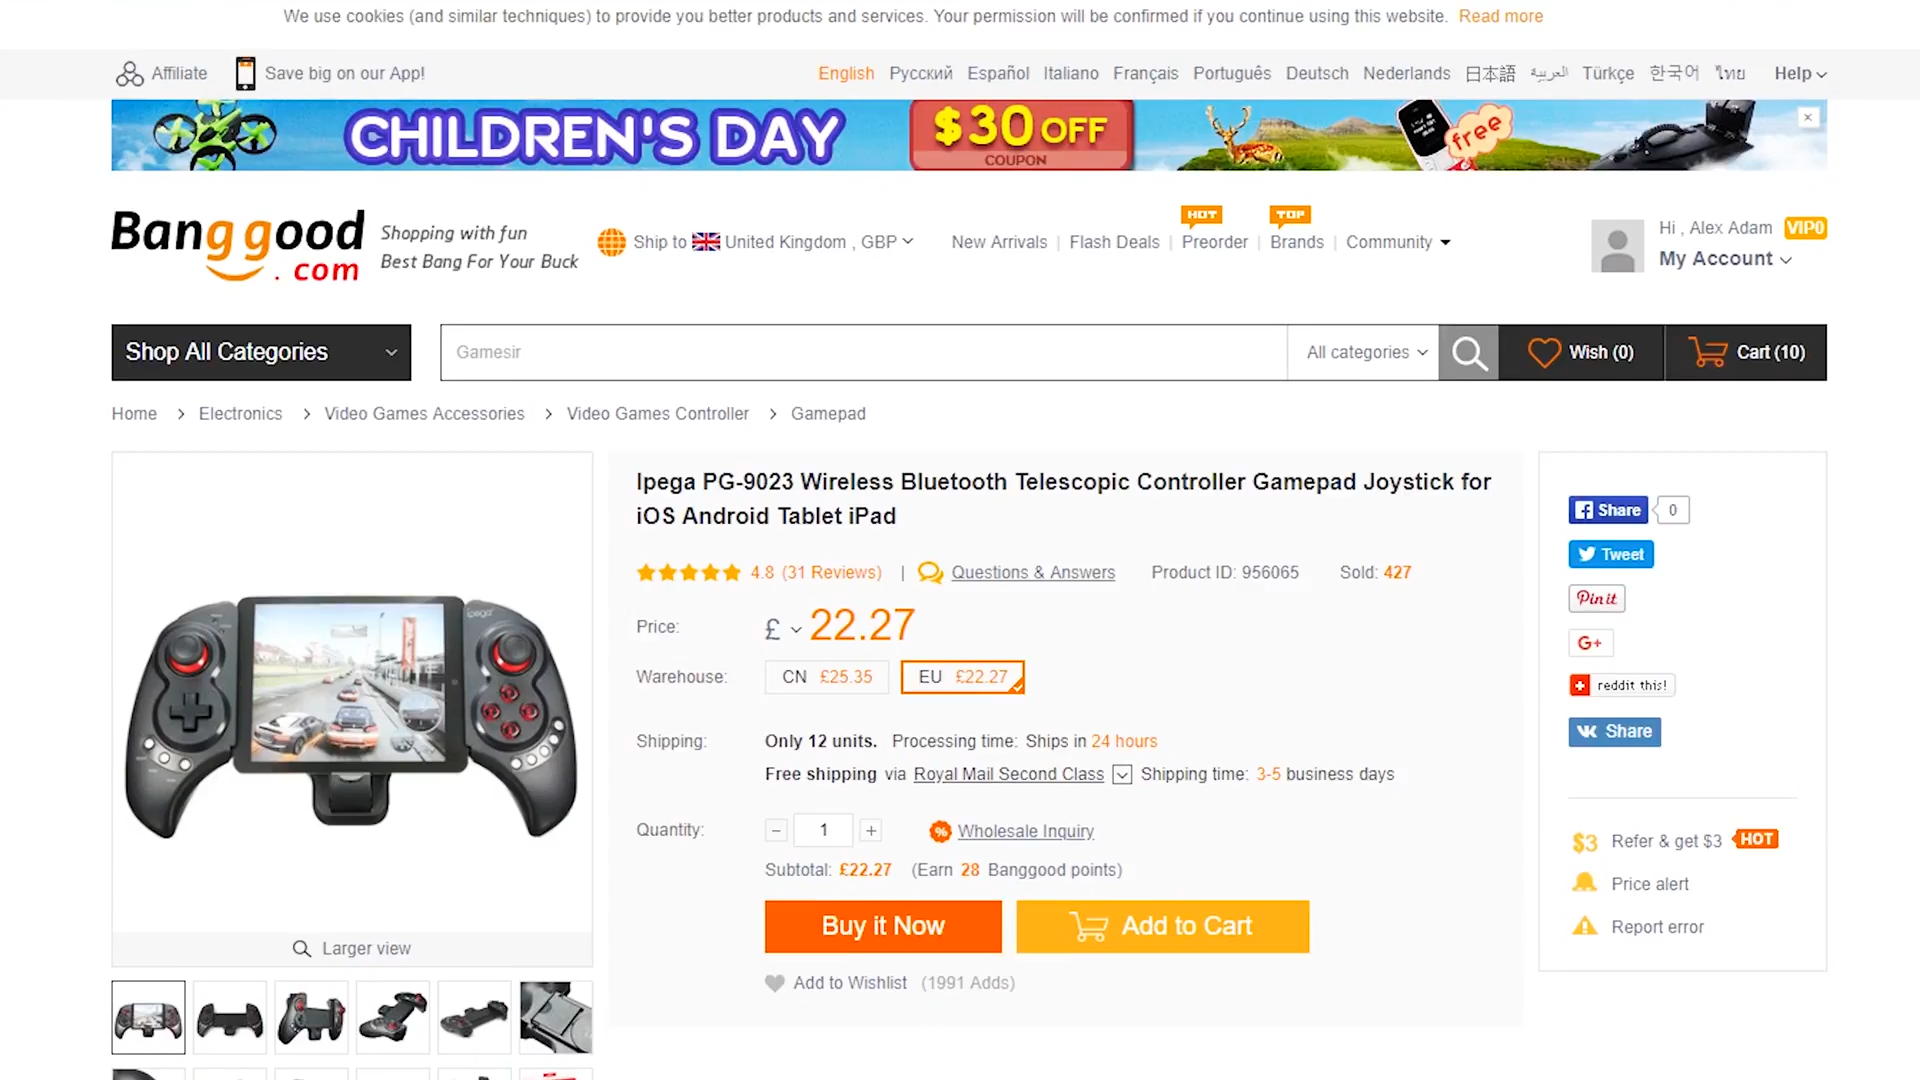 We use cookies (and similar techniques) to provide you better products and services. Your permission will be confirmed if you continue using this website. Read more
Affiliate Save big on our App! English Русский Español Italiano Français Português Deutsch Nederlands 日本語 العربية Türkçe 한국어 ไทย Help
CHILDREN'S DAY $30 OFF COUPON free
HOT TOP
Banggood.com Shopping with fun Best Bang For Your Buck
Ship to United Kingdom , GBP New Arrivals | Flash Deals | Preorder | Brands | Community
Hi , Alex Adam VIP0
My Account
Shop All Categories Gamesir All categories Wish (0) Cart (10)
Home > Electronics > Video Games Accessories > Video Games Controller > Gamepad
Ipega PG-9023 Wireless Bluetooth Telescopic Controller Gamepad Joystick for
iOS Android Tablet iPad
4.8 (31 Reviews) | Questions & Answers Product ID: 956065 Sold: 427
Price: £ 22.27
Warehouse: CN £25.35 EU £22.27
Shipping: Only 12 units. Processing time: Ships in 24 hours
Free shipping via Royal Mail Second Class Shipping time: 3-5 business days
Quantity: − 1 + % Wholesale Inquiry
Subtotal: £22.27 (Earn 28 Banggood points)
Buy it Now Add to Cart
Add to Wishlist (1991 Adds)
ipega
Larger view
Share 0
Tweet
Pin it
G+
reddit this!
Share
$3 Refer & get $3 HOT
Price alert
Report error